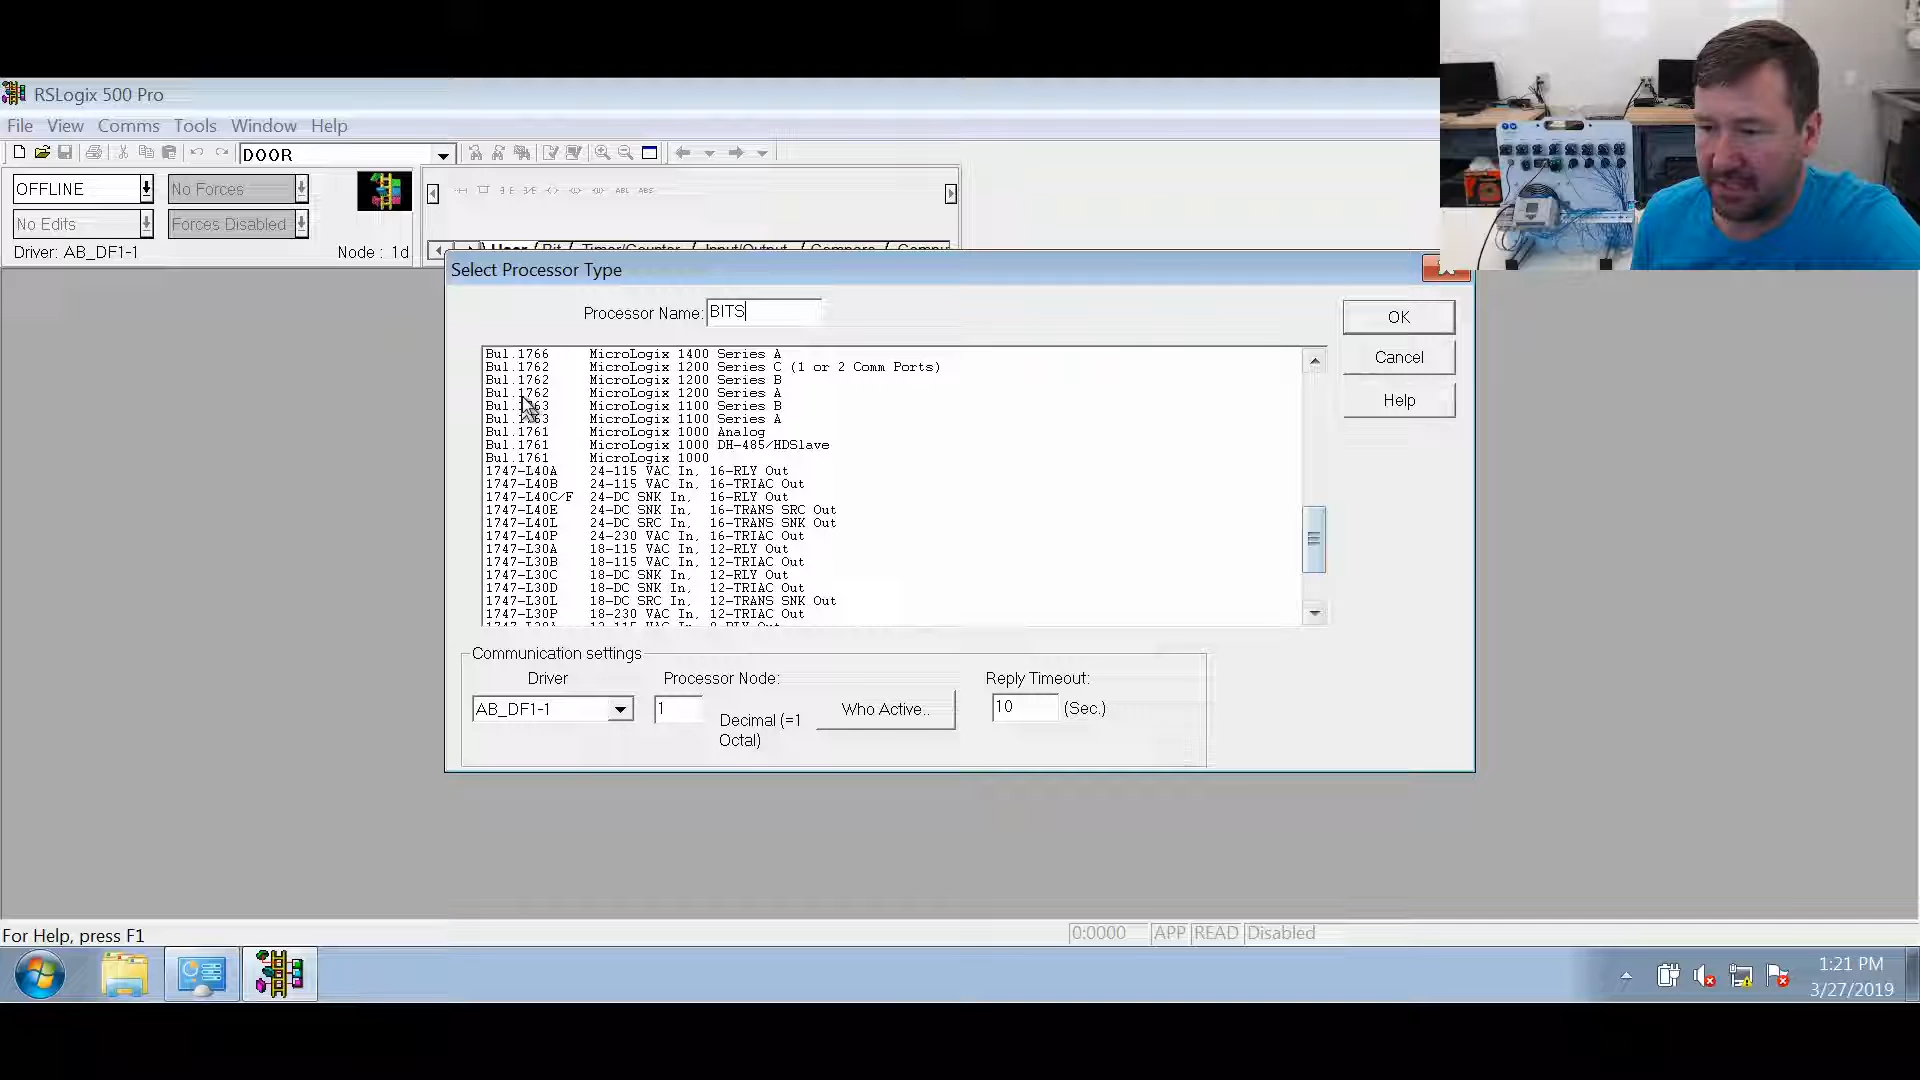 RSLogix 500 Pro
File View Comms Tools Window Help
DOOR
OFFLINE No Forces
No Edits Forces Disabled
Driver: AB_DF1-1 Node : 1d
User Bit Timer/Counter Input/Output Compare
Select Processor Type
Processor Name: BITS
OK
Cancel
Help
Bul.1766 MicroLogix 1400 Series A
Bul.1762 MicroLogix 1200 Series C (1 or 2 Comm Ports)
Bul.1762 MicroLogix 1200 Series B
Bul.1762 MicroLogix 1200 Series A
Bul.1763 MicroLogix 1100 Series B
Bul.1763 MicroLogix 1100 Series A
Bul.1761 MicroLogix 1000 Analog
Bul.1761 MicroLogix 1000 DH-485/HDSlave
Bul.1761 MicroLogix 1000
1747-L40A 24-115 VAC In, 16-RLY Out
1747-L40B 24-115 VAC In, 16-TRIAC Out
1747-L40C/F 24-DC SNK In, 16-RLY Out
1747-L40E 24-DC SNK In, 16-TRANS SRC Out
1747-L40L 24-DC SRC In, 16-TRANS SNK Out
1747-L40P 24-230 VAC In, 16-TRIAC Out
1747-L30A 18-115 VAC In, 12-RLY Out
1747-L30B 18-115 VAC In, 12-TRIAC Out
1747-L30C 18-DC SNK In, 12-RLY Out
1747-L30D 18-DC SNK In, 12-TRIAC Out
1747-L30L 18-DC SRC In, 12-TRANS SNK Out
1747-L30P 18-230 VAC In, 12-TRIAC Out
Communication settings
Driver Processor Node: Reply Timeout:
AB_DF1-1 1 Decimal (=1 Octal) Who Active.. 10 (Sec.)
For Help, press F1 0:0000 APP READ Disabled
1:21 PM
3/27/2019